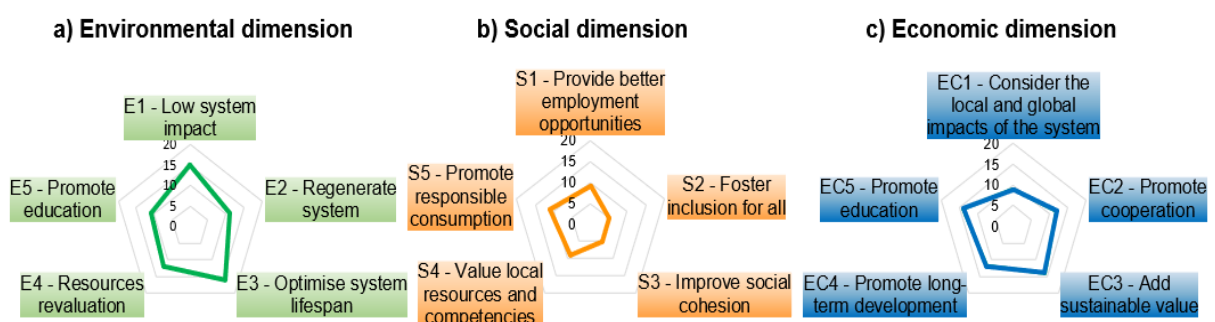 a) Environmental dimension
E1 - Low system
impact
20
15
10
5
0
E5 - Promote
education
E2 - Regenerate
system
E4 - Resources
revaluation
E3 - Optimise system
lifespan
b) Social dimension
S1 - Provide better
employment
opportunities
20
15
10
5
0
S5 - Promote
responsible
consumption
S2 - Foster
inclusion for all
S4 - Value local
resources and
competencies
S3 - Improve social
cohesion
c) Economic dimension
EC1 - Consider the
local and global
impacts of the system
20
15
10
5
0
EC5 - Promote
education
EC2 - Promote
cooperation
EC4 - Promote long-
term development
EC3 - Add
sustainable value